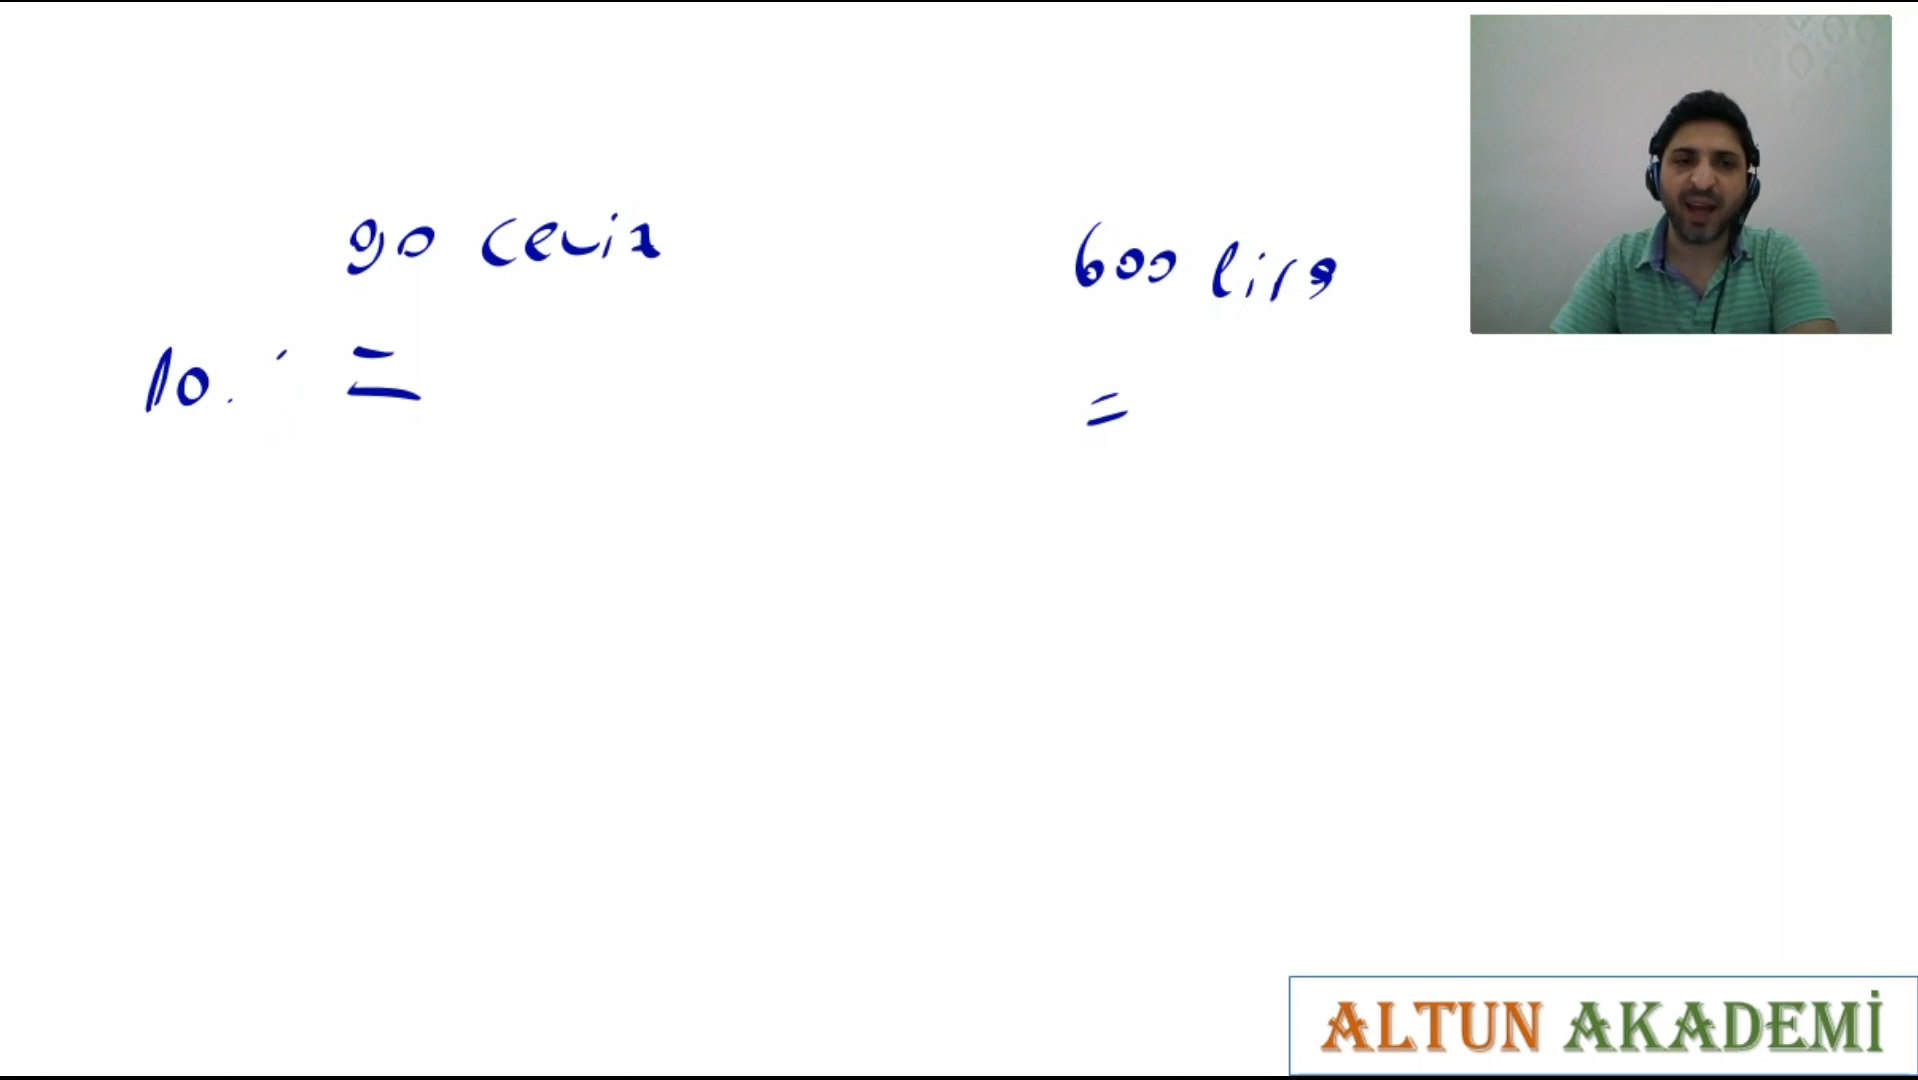 90 ceviz
600 lira
10. =
=
ALTUN AKADEMİ